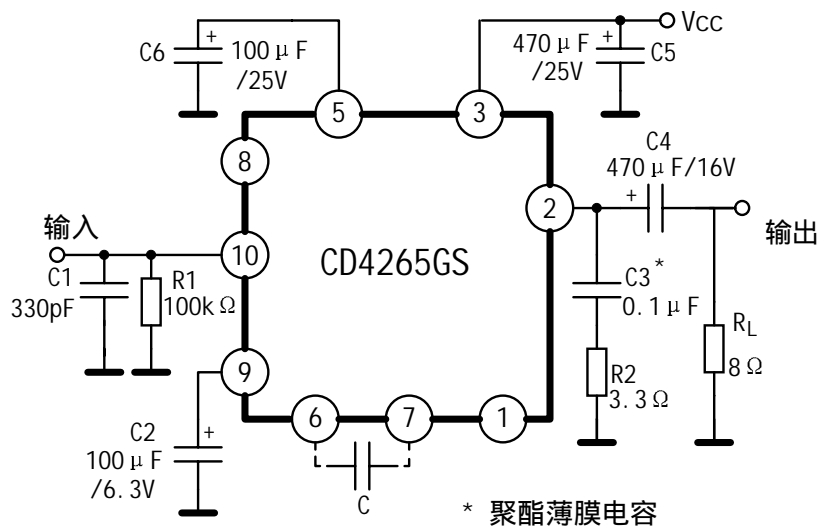 C6
+
100μF
/25V
470μF
/25V
+
C5
Vcc
5
3
8
C4
470μF/16V
+
2
输入
10
CD4265GS
输出
C1
330pF
R1
100kΩ
C3*
0.1μF
RL
8Ω
9
R2
3.3Ω
C2
100μF
/6.3V
+
6
7
1
C
* 聚酯薄膜电容